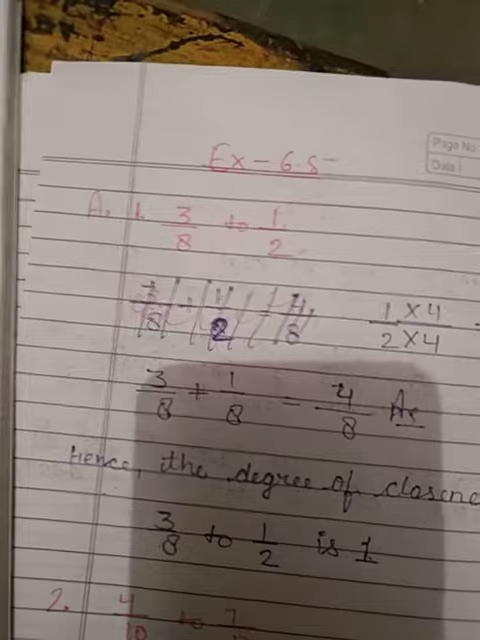 Page No
Date
Ex - 6.5
A. 1. 3/8 to 1/2
1 × 4 / 2 × 4
3/8 + 1/8 = 4/8 Ans
Hence, the degree of closene
3/8 to 1/2 is 1
2. 4/10 to 7